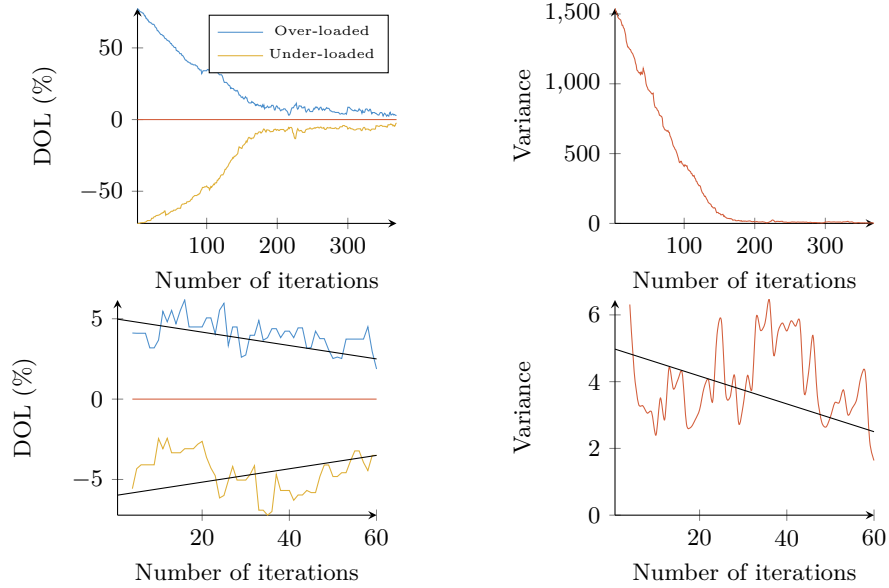 50
0
−50
DOL (%)
Over-loaded
Under-loaded
100 200 300
Number of iterations
1,500
1,000
500
0
Variance
100 200 300
Number of iterations
5
0
−5
DOL (%)
20 40 60
Number of iterations
6
4
2
0
Variance
20 40 60
Number of iterations